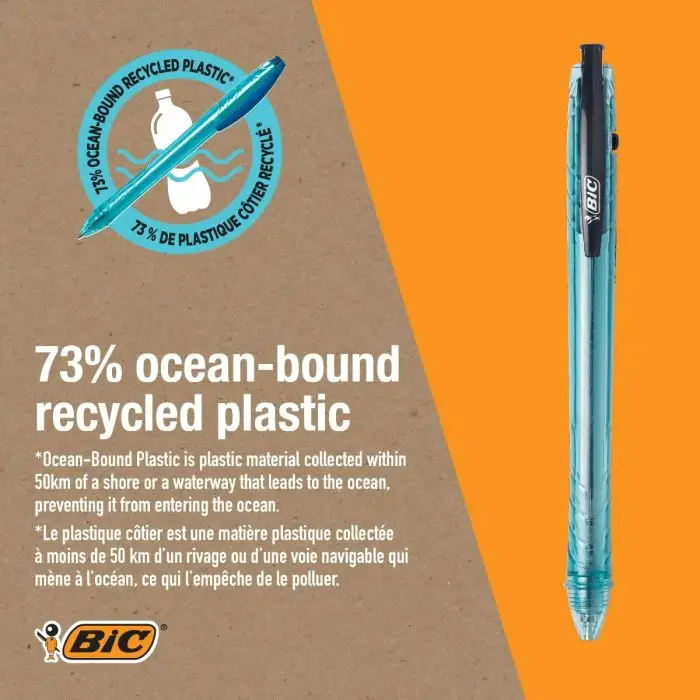 73% OCEAN-BOUND RECYCLED PLASTIC*
73 % DE PLASTIQUE CÔTIER RECYCLÉ*
BIC
73% ocean-bound
recycled plastic
*Ocean-Bound Plastic is plastic material collected within
50km of a shore or a waterway that leads to the ocean,
preventing it from entering the ocean.
*Le plastique côtier est une matière plastique collectée
à moins de 50 km d'un rivage ou d'une voie navigable qui
mène à l'océan, ce qui l'empêche de le polluer.
BiC®